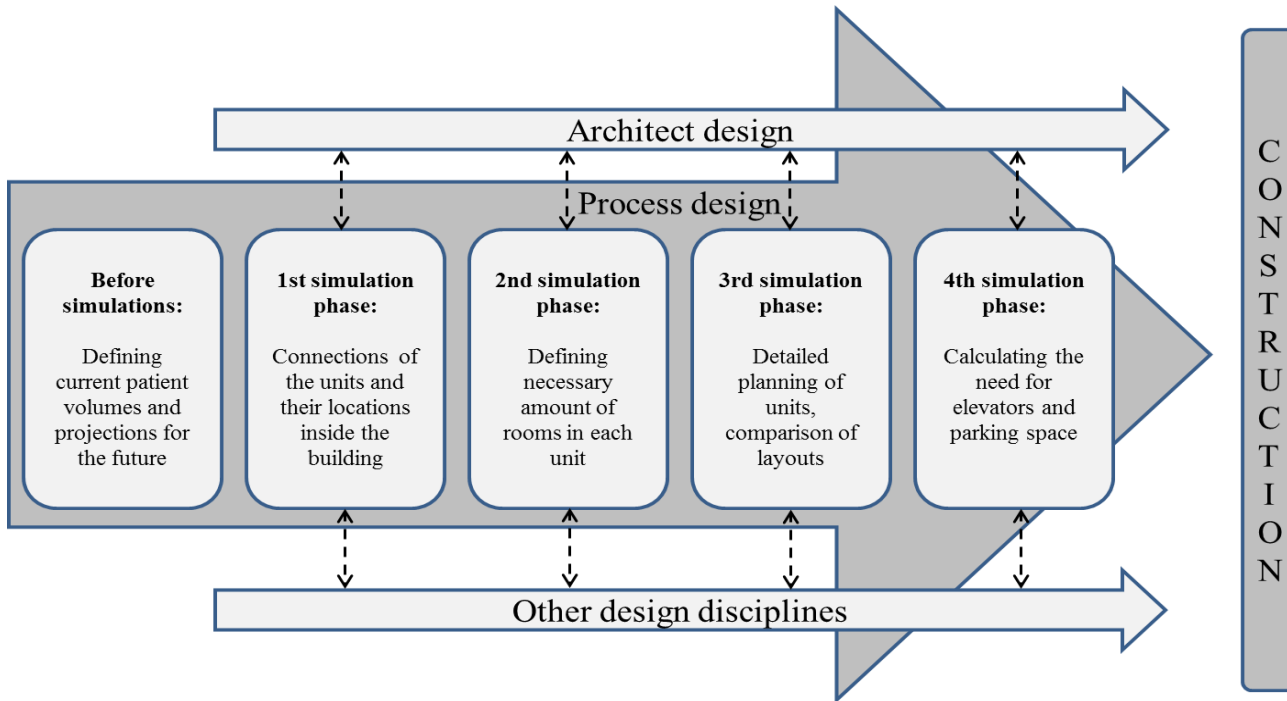 Architect design
Process design
Before
simulations:
Defining
current patient
volumes and
projections for
the future
1st simulation
phase:
Connections of
the units and
their locations
inside the
building
2nd simulation
phase:
Defining
necessary
amount of
rooms in each
unit
3rd simulation
phase:
Detailed
planning of
units,
comparison of
layouts
4th simulation
phase:
Calculating the
need for
elevators and
parking space
Other design disciplines
CONSTRUCTION